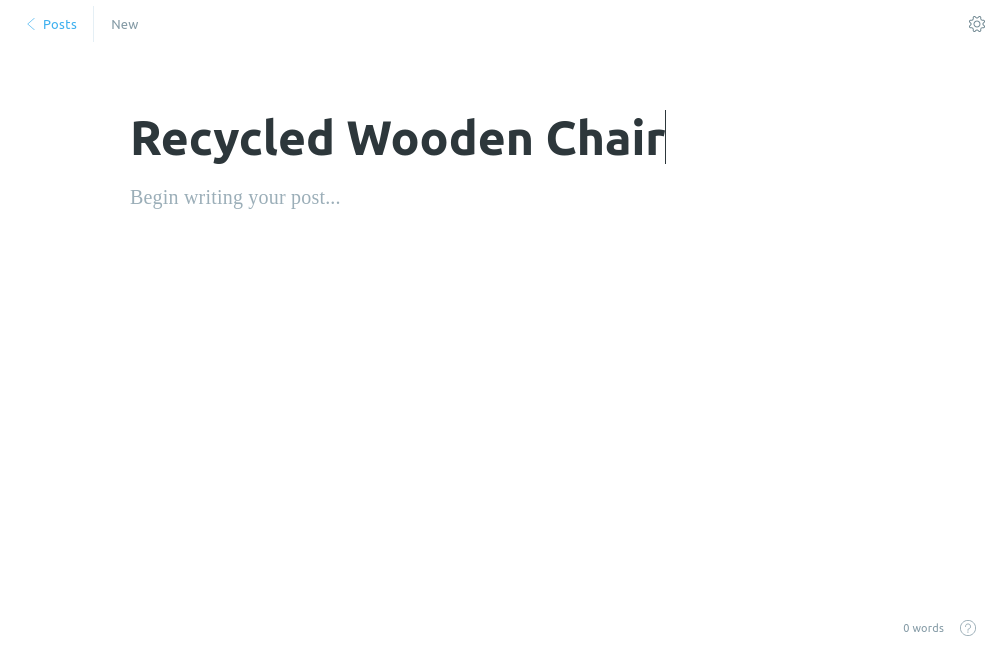 Posts
New
Recycled Wooden Chair
Begin writing your post...
0 words
?